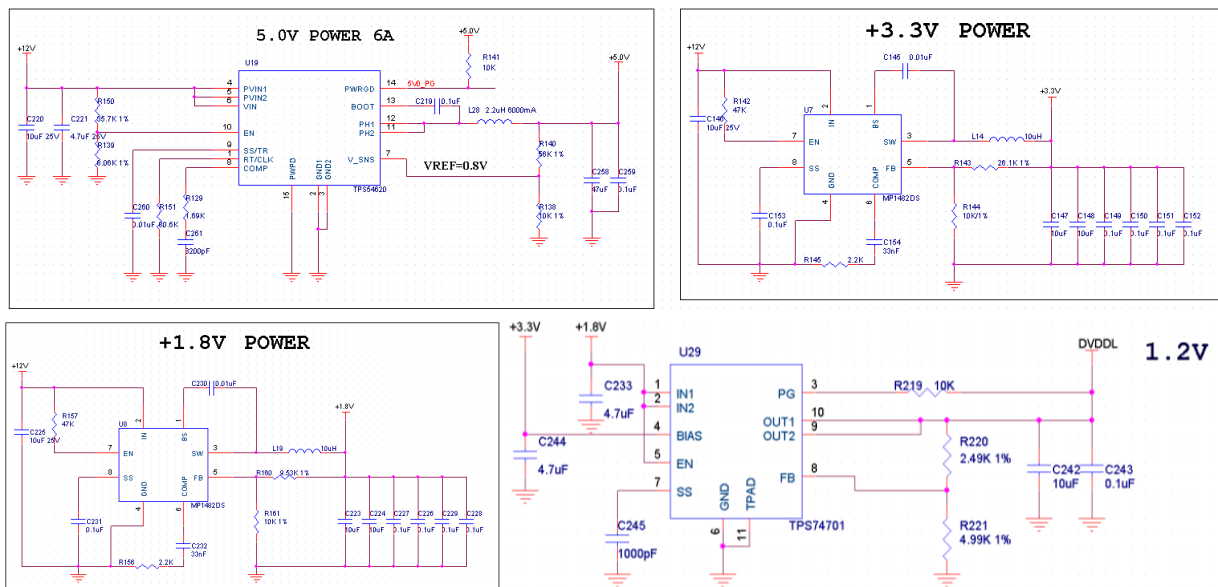 5.0V POWER 6A
+12V
U19
+5.0V
R141
10K
+5.0V
4
5
6
PVIN1
PVIN2
VIN
PWRGD
14
5V0_PG
BOOT
13
C219
0.1uF
L28
2.2uH 6000mA
PH1
PH2
12
11
R150
1%
C220
10uF 25V
C221
4.7uF 25V
10
EN
R139
8.06K 1%
9
1
8
SS/TR
RT/CLK
COMP
V_SNS
7
VREF=0.8V
R140
56K 1%
PWPD
GND1
GND2
TPS54620
15
2
3
R129
1.69K
C258
47uF
C259
0.1uF
C260
0.01uF
R151
80.6K
R138
10K 1%
C261
8200pF
+3.3V POWER
+12V
C145
0.01uF
+3.3V
R142
47K
C146
10uF 25V
U7
2
1
IN
BS
7
EN
SW
3
L14
10uH
8
SS
FB
5
R143
26.1K 1%
GND
COMP
MP1482DS
4
6
C153
0.1uF
R144
10K/1%
C154
33nF
C147
10uF
C148
10uF
C149
0.1uF
C150
0.1uF
C151
0.1uF
C152
0.1uF
R145
2.2K
+1.8V POWER
+12V
C230
0.01uF
+1.8V
R157
47K
C225
10uF 25V
U8
2
1
IN
BS
7
EN
SW
3
L19
10uH
8
SS
FB
5
R160
9.53K 1%
GND
COMP
MP1482DS
4
6
C231
0.1uF
R161
10K 1%
C232
33nF
C223
10uF
C224
10uF
C227
0.1uF
C226
0.1uF
C229
0.1uF
C228
0.1uF
R156
2.2K
+3.3V
+1.8V
DVDDL
1.2V
U29
C233
4.7uF
1
2
IN1
IN2
PG
3
R219
10K
OUT1
OUT2
10
9
4
BIAS
C244
4.7uF
5
EN
R220
2.49K 1%
C242
10uF
C243
0.1uF
7
SS
FB
8
GND
TPAD
TPS74701
6
11
C245
1000pF
R221
4.99K 1%